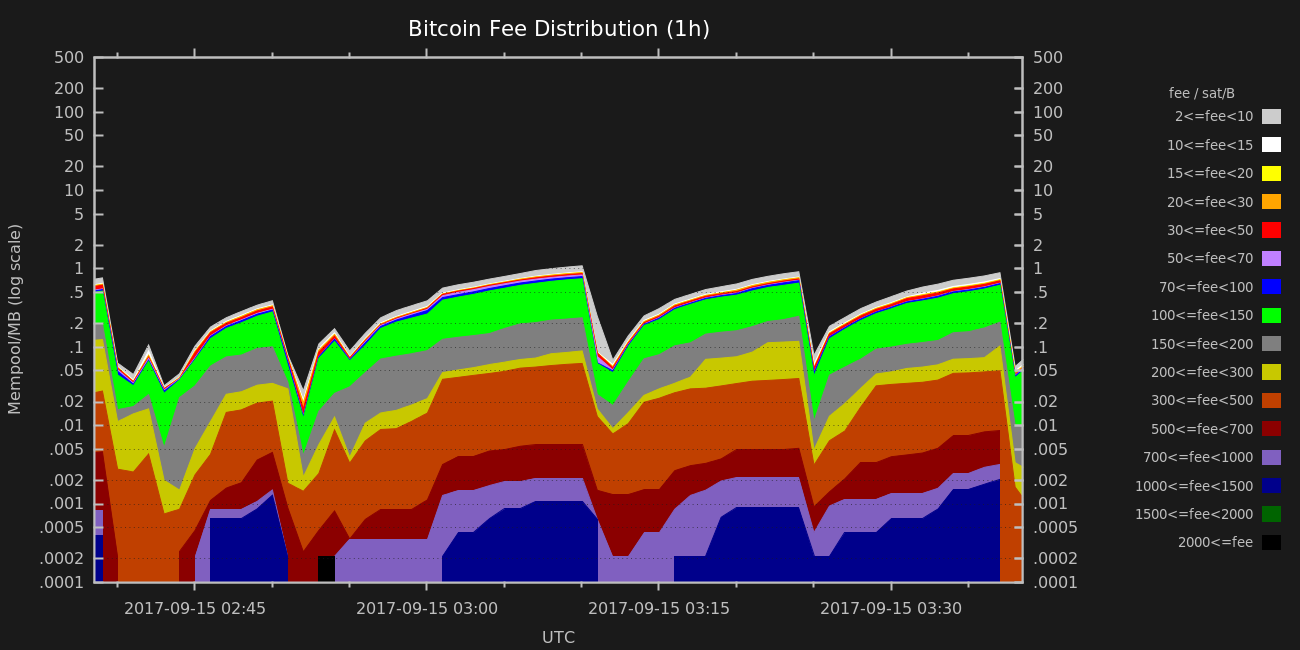 Bitcoin Fee Distribution (1h)
500 500
200 200
100 100
50 50
20 20
10 10
5 5
2 2
1 1
.5 .5
.2 .2
.1 .1
.05 .05
.02 .02
.01 .01
.005 .005
.002 .002
.001 .001
.0005 .0005
.0002 .0002
.0001 .0001
Mempool/MB (log scale)
2017-09-15 02:45 2017-09-15 03:00 2017-09-15 03:15 2017-09-15 03:30
UTC
fee / sat/B
2<=fee<10
10<=fee<15
15<=fee<20
20<=fee<30
30<=fee<50
50<=fee<70
70<=fee<100
100<=fee<150
150<=fee<200
200<=fee<300
300<=fee<500
500<=fee<700
700<=fee<1000
1000<=fee<1500
1500<=fee<2000
2000<=fee